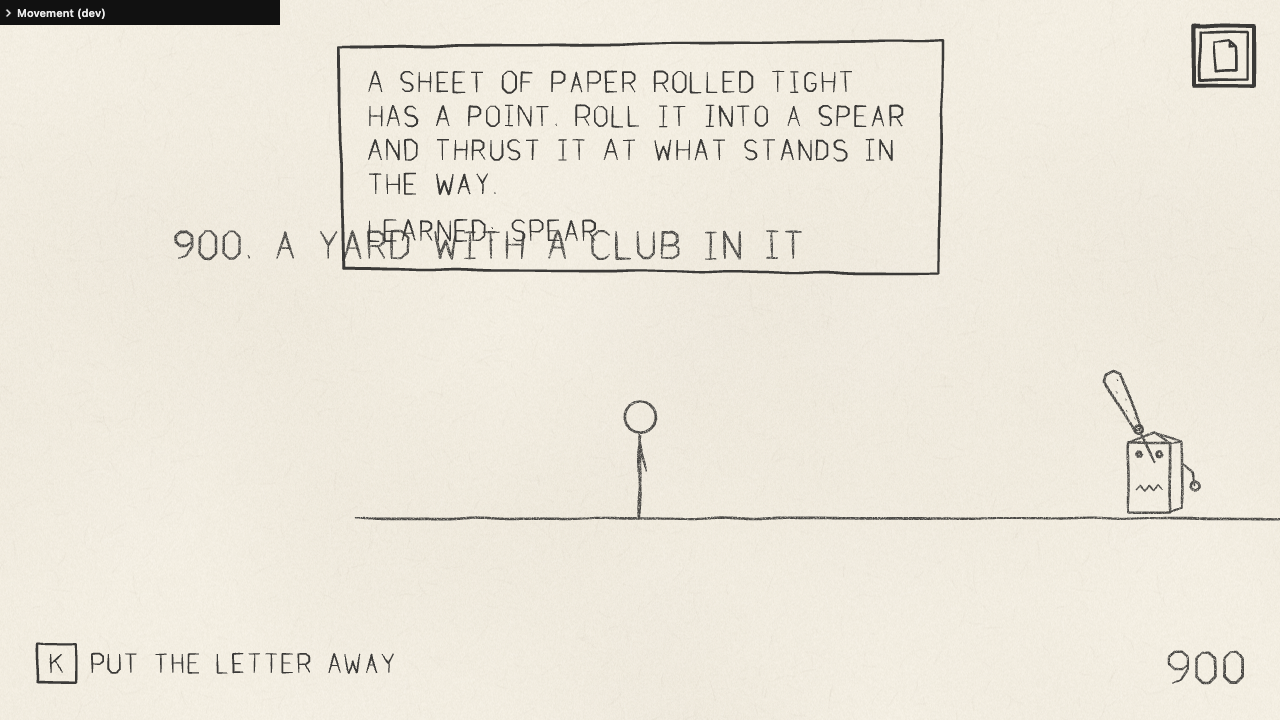 Movement (dev)
A SHEET OF PAPER ROLLED TIGHT
HAS A POINT. ROLL IT INTO A SPEAR
AND THRUST IT AT WHAT STANDS IN
THE WAY.
LEARNED: SPEAR
900. A YARD WITH A CLUB IN IT
K PUT THE LETTER AWAY
900